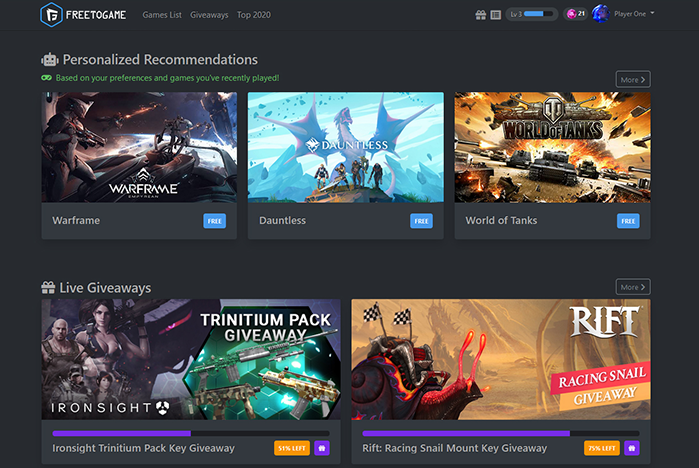 FREETOGAME Games List Giveaways Top 2020 Lv 3 21 Player One
Personalized Recommendations
Based on your preferences and games you've recently played!
More
WARFRAME
EMPYREAN
DAUNTLESS
WORLD OF TANKS
Warframe FREE
Dauntless FREE
World of Tanks FREE
Live Giveaways
More
TRINITIUM PACK
GIVEAWAY
IRONSIGHT
RIFT
RACING SNAIL
GIVEAWAY
Ironsight Trinitium Pack Key Giveaway 51% LEFT
Rift: Racing Snail Mount Key Giveaway 75% LEFT